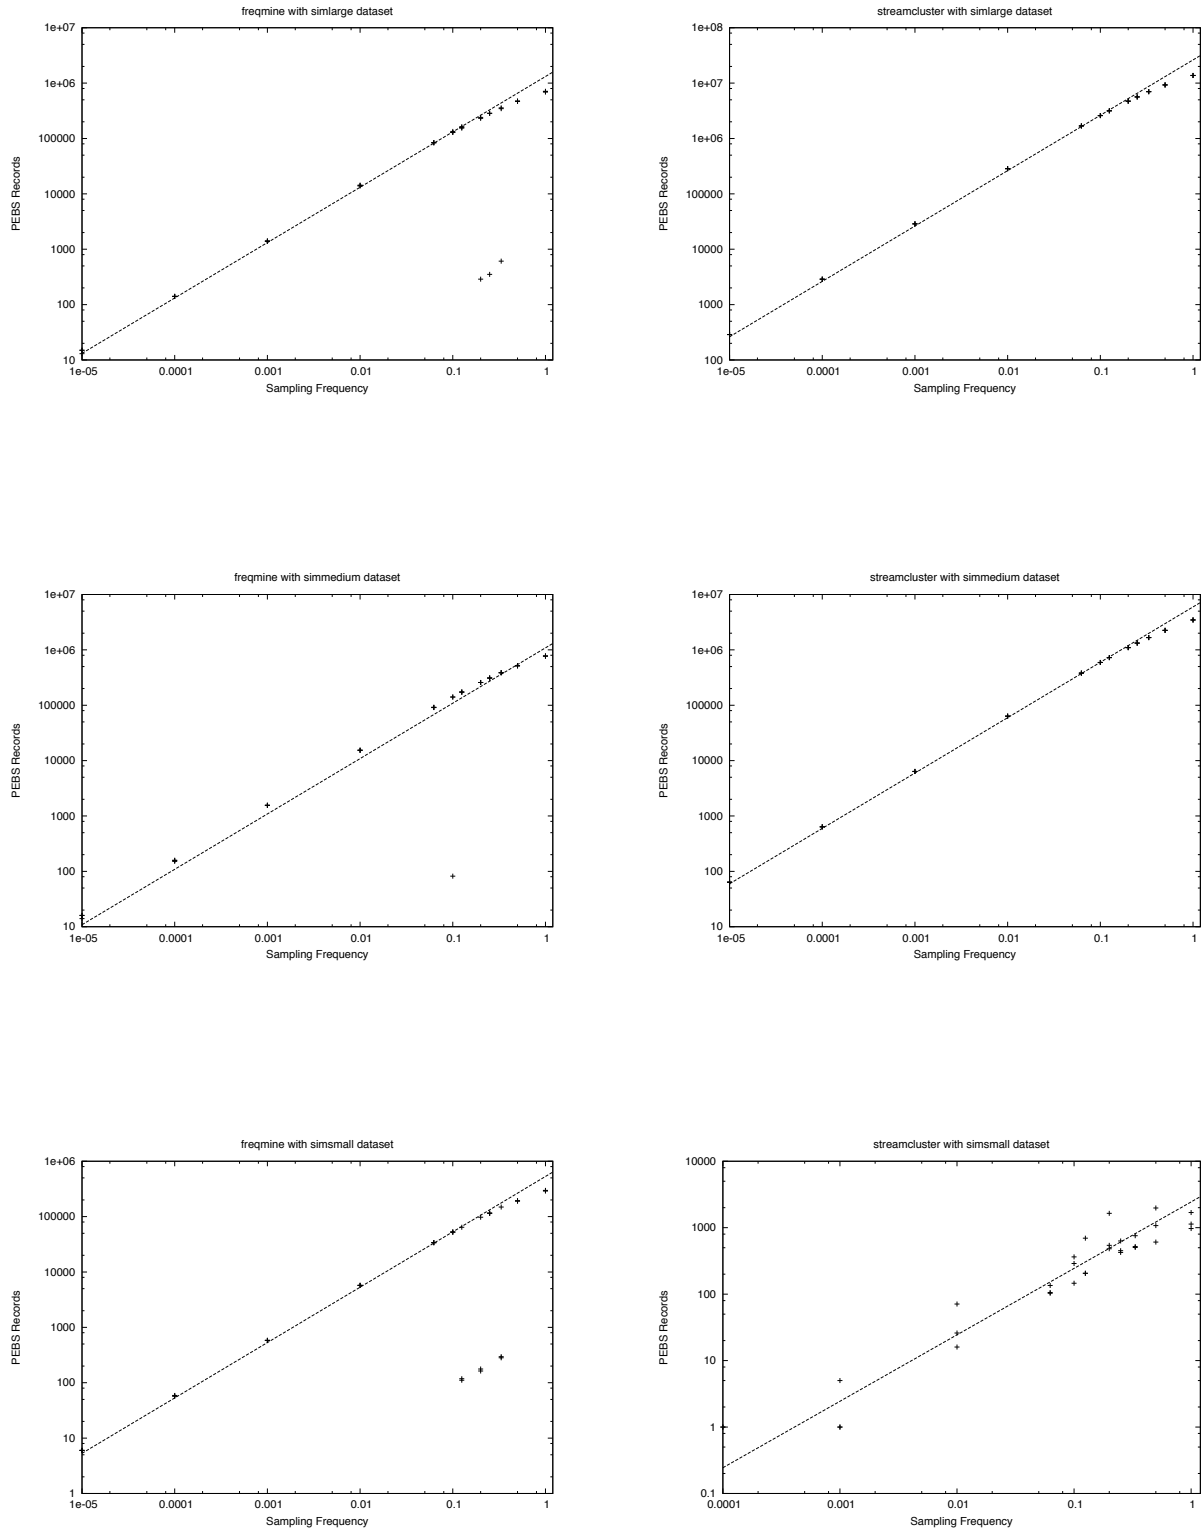 freqmine with simlarge dataset
1e+07
1e+06
100000
10000
1000
100
10
PEBS Records
1e-05 0.0001 0.001 0.01 0.1 1
Sampling Frequency
streamcluster with simlarge dataset
1e+08
1e+07
1e+06
100000
10000
1000
100
PEBS Records
1e-05 0.0001 0.001 0.01 0.1 1
Sampling Frequency
freqmine with simmedium dataset
1e+07
1e+06
100000
10000
1000
100
10
PEBS Records
1e-05 0.0001 0.001 0.01 0.1 1
Sampling Frequency
streamcluster with simmedium dataset
1e+07
1e+06
100000
10000
1000
100
10
PEBS Records
1e-05 0.0001 0.001 0.01 0.1 1
Sampling Frequency
freqmine with simsmall dataset
1e+06
100000
10000
1000
100
10
1
PEBS Records
1e-05 0.0001 0.001 0.01 0.1 1
Sampling Frequency
streamcluster with simsmall dataset
10000
1000
100
10
1
0.1
PEBS Records
0.0001 0.001 0.01 0.1 1
Sampling Frequency